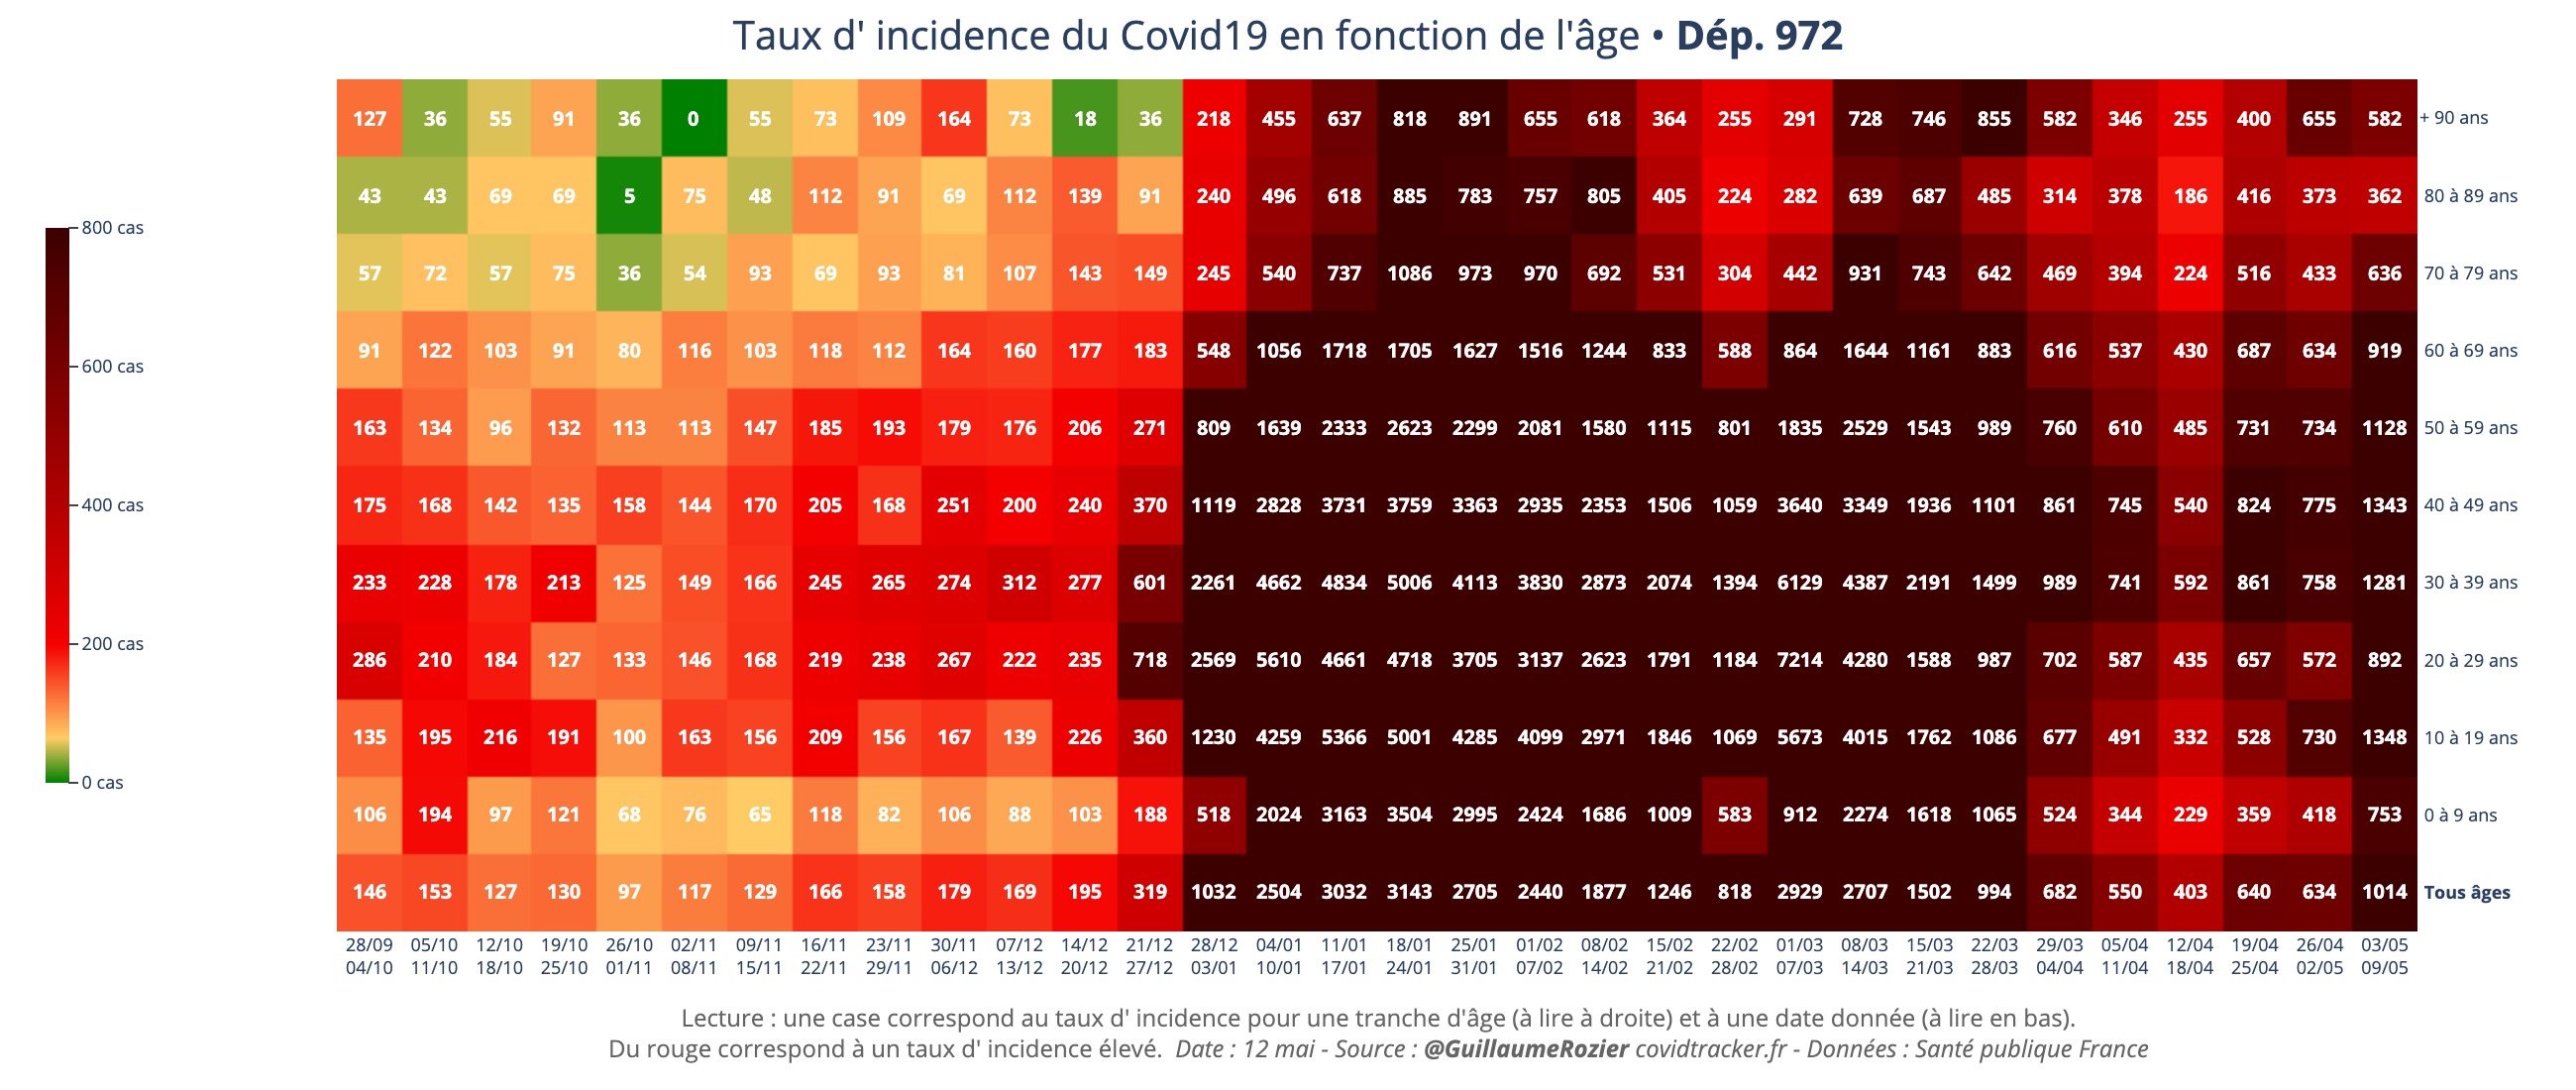 Taux d' incidence du Covid19 en fonction de l'âge • Dép. 972
800 cas
600 cas
400 cas
200 cas
0 cas
127 36 55 91 36 0 55 73 109 164 73 18 36 218 455 637 818 891 655 618 364 255 291 728 746 855 582 346 255 400 655 582 + 90 ans
43 43 69 69 5 75 48 112 91 69 112 139 91 240 496 618 885 783 757 805 405 224 282 639 687 485 314 378 186 416 373 362 80 à 89 ans
57 72 57 75 36 54 93 69 93 81 107 143 149 245 540 737 1086 973 970 692 531 304 442 931 743 642 469 394 224 516 433 636 70 à 79 ans
91 122 103 91 80 116 103 118 112 164 160 177 183 548 1056 1718 1705 1627 1516 1244 833 588 864 1644 1161 883 616 537 430 687 634 919 60 à 69 ans
163 134 96 132 113 113 147 185 193 179 176 206 271 809 1639 2333 2623 2299 2081 1580 1115 801 1835 2529 1543 989 760 610 485 731 734 1128 50 à 59 ans
175 168 142 135 158 144 170 205 168 251 200 240 370 1119 2828 3731 3759 3363 2935 2353 1506 1059 3640 3349 1936 1101 861 745 540 824 775 1343 40 à 49 ans
233 228 178 213 125 149 166 245 265 274 312 277 601 2261 4662 4834 5006 4113 3830 2873 2074 1394 6129 4387 2191 1499 989 741 592 861 758 1281 30 à 39 ans
286 210 184 127 133 146 168 219 238 267 222 235 718 2569 5610 4661 4718 3705 3137 2623 1791 1184 7214 4280 1588 987 702 587 435 657 572 892 20 à 29 ans
135 195 216 191 100 163 156 209 156 167 139 226 360 1230 4259 5366 5001 4285 4099 2971 1846 1069 5673 4015 1762 1086 677 491 332 528 730 1348 10 à 19 ans
106 194 97 121 68 76 65 118 82 106 88 103 188 518 2024 3163 3504 2995 2424 1686 1009 583 912 2274 1618 1065 524 344 229 359 418 753 0 à 9 ans
146 153 127 130 97 117 129 166 158 179 169 195 319 1032 2504 3032 3143 2705 2440 1877 1246 818 2929 2707 1502 994 682 550 403 640 634 1014 Tous âges
28/09 05/10 12/10 19/10 26/10 02/11 09/11 16/11 23/11 30/11 07/12 14/12 21/12 28/12 04/01 11/01 18/01 25/01 01/02 08/02 15/02 22/02 01/03 08/03 15/03 22/03 29/03 05/04 12/04 19/04 26/04 03/05
04/10 11/10 18/10 25/10 01/11 08/11 15/11 22/11 29/11 06/12 13/12 20/12 27/12 03/01 10/01 17/01 24/01 31/01 07/02 14/02 21/02 28/02 07/03 14/03 21/03 28/03 04/04 11/04 18/04 25/04 02/05 09/05
Lecture : une case correspond au taux d' incidence pour une tranche d'âge (à lire à droite) et à une date donnée (à lire en bas).
Du rouge correspond à un taux d' incidence élevé. Date : 12 mai - Source : @GuillaumeRozier covidtracker.fr - Données : Santé publique France